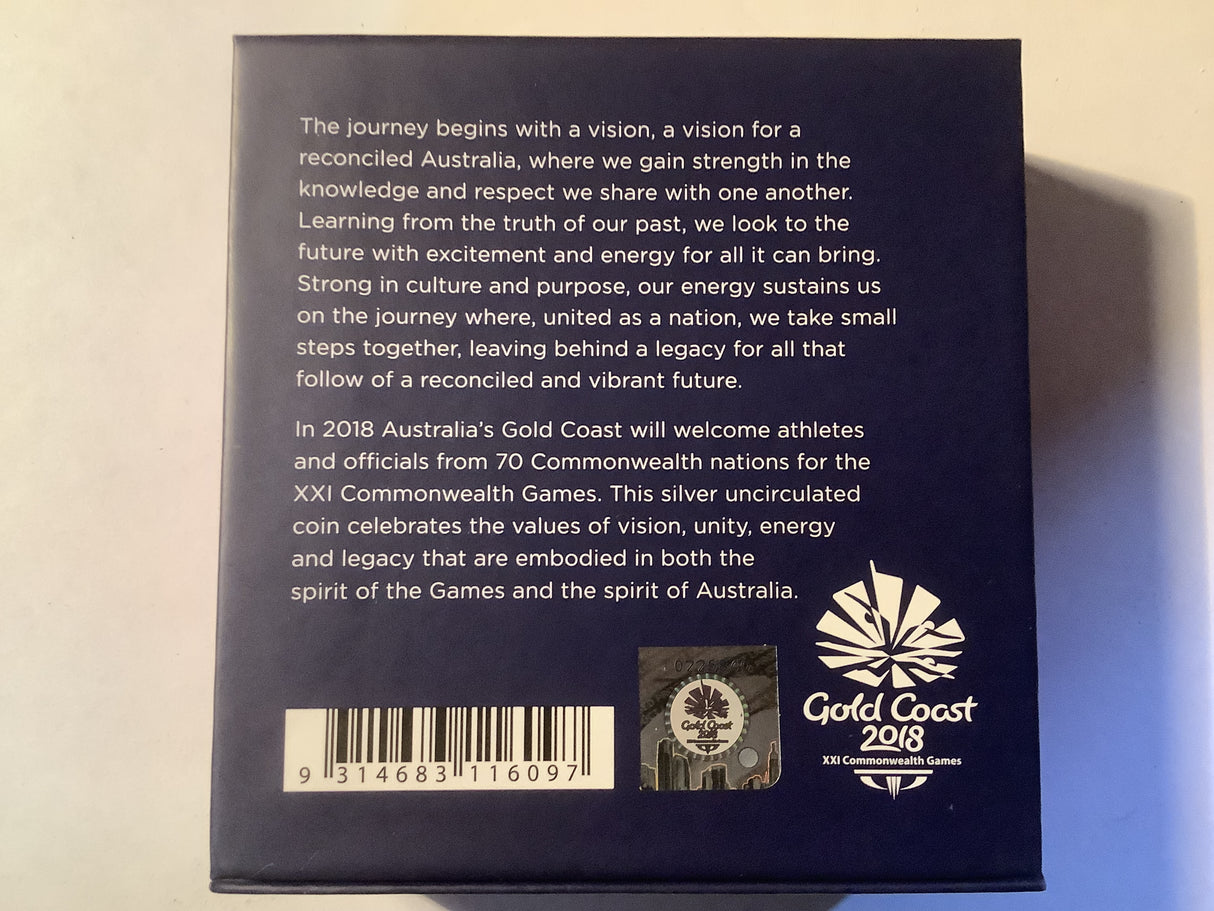 The journey begins with a vision, a vision for a
reconciled Australia, where we gain strength in the
knowledge and respect we share with one another.
Learning from the truth of our past, we look to the
future with excitement and energy for all it can bring.
Strong in culture and purpose, our energy sustains us
on the journey where, united as a nation, we take small
steps together, leaving behind a legacy for all that
follow of a reconciled and vibrant future.
In 2018 Australia's Gold Coast will welcome athletes
and officials from 70 Commonwealth nations for the
XXI Commonwealth Games. This silver uncirculated
coin celebrates the values of vision, unity, energy
and legacy that are embodied in both the
spirit of the Games and the spirit of Australia.
9 314683 116097
Gold Coast
2018
Gold Coast
2018
XXI Commonwealth Games